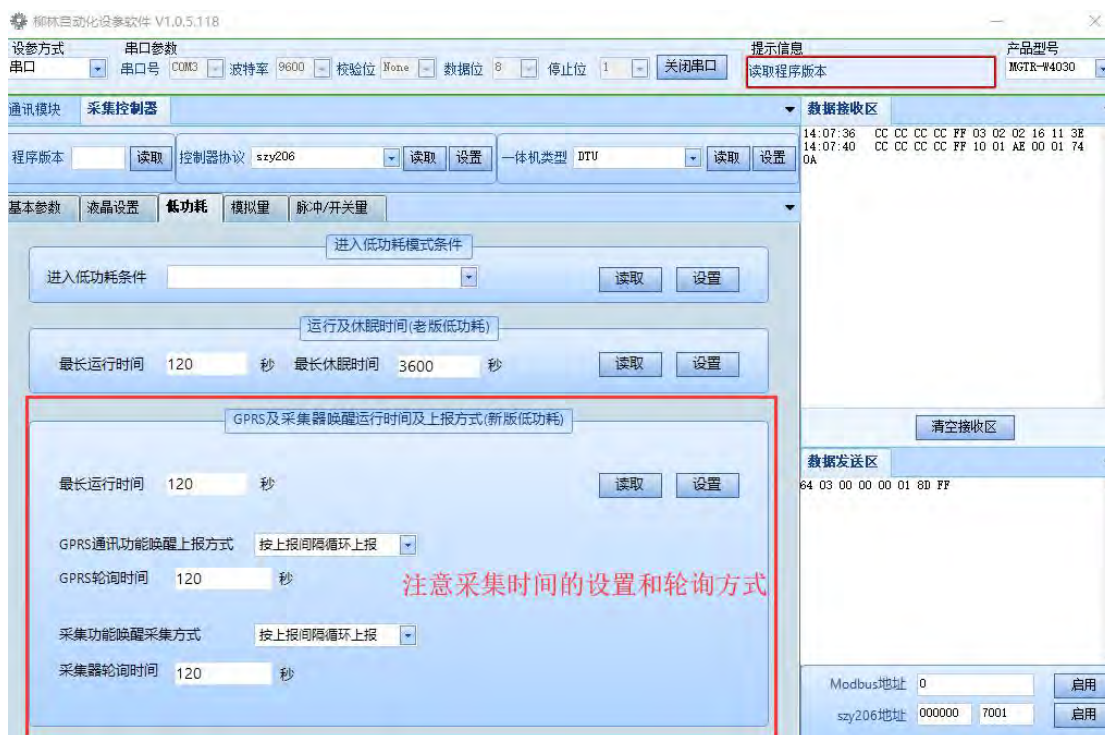 柳林自动化设参软件 V1.0.5.118
设参方式 串口参数 提示信息 产品型号
串口 串口号 COM3 波特率 9600 校验位 None 数据位 8 停止位 1 关闭串口 读取程序版本 MGTR-W4030
通讯模块 采集控制器 数据接收区
14:07:36 CC CC CC CC FF 03 02 02 16 11 3E
14:07:40 CC CC CC CC FF 10 01 AE 00 01 74
0A
程序版本 读取 控制器协议 szy206 读取 设置 一体机类型 DTU 读取 设置
基本参数 液晶设置 低功耗 模拟量 脉冲/开关量
进入低功耗模式条件
进入低功耗条件 读取 设置
运行及休眠时间(老版低功耗)
最长运行时间 120 秒 最长休眠时间 3600 秒 读取 设置
GPRS及采集器唤醒运行时间及上报方式(新版低功耗)
清空接收区
数据发送区
最长运行时间 120 秒 读取 设置
64 03 00 00 00 01 8D FF
GPRS通讯功能唤醒上报方式 按上报间隔循环上报
GPRS轮询时间 120 秒
注意采集时间的设置和轮询方式
采集功能唤醒采集方式 按上报间隔循环上报
采集器轮询时间 120 秒
Modbus地址 0 启用
szy206地址 000000 7001 启用